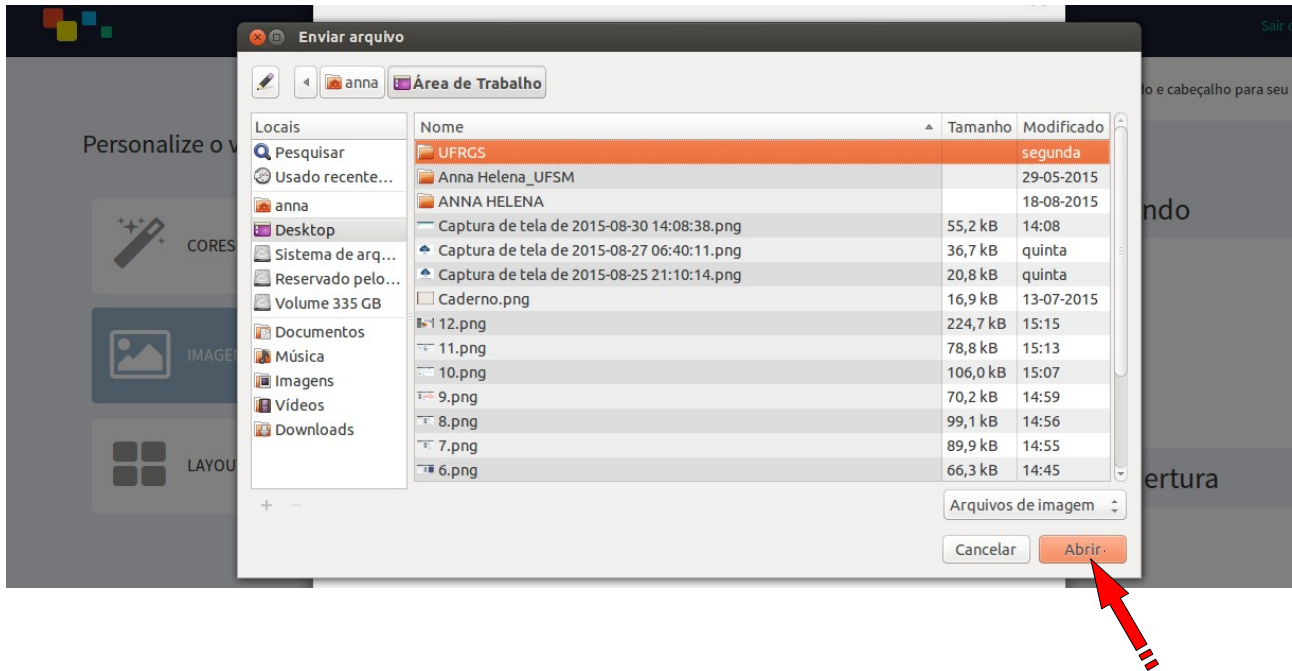 Sair
Enviar arquivo
anna
Área de Trabalho
o e cabeçalho para seu
Personalize o v
Locais
Pesquisar
Usado recente...
anna
Desktop
Sistema de arq...
Reservado pelo...
Volume 335 GB
Documentos
Música
Imagens
Vídeos
Downloads
Nome Tamanho Modificado
UFRGS segunda
Anna Helena_UFSM 29-05-2015
ANNA HELENA 18-08-2015
Captura de tela de 2015-08-30 14:08:38.png 55,2 kB 14:08
Captura de tela de 2015-08-27 06:40:11.png 36,7 kB quinta
Captura de tela de 2015-08-25 21:10:14.png 20,8 kB quinta
Caderno.png 16,9 kB 13-07-2015
12.png 224,7 kB 15:15
11.png 78,8 kB 15:13
10.png 106,0 kB 15:07
9.png 70,2 kB 14:59
8.png 99,1 kB 14:56
7.png 89,9 kB 14:55
6.png 66,3 kB 14:45
CORES
IMAGE
LAYOU
ndo
ertura
Arquivos de imagem
Cancelar
Abrir